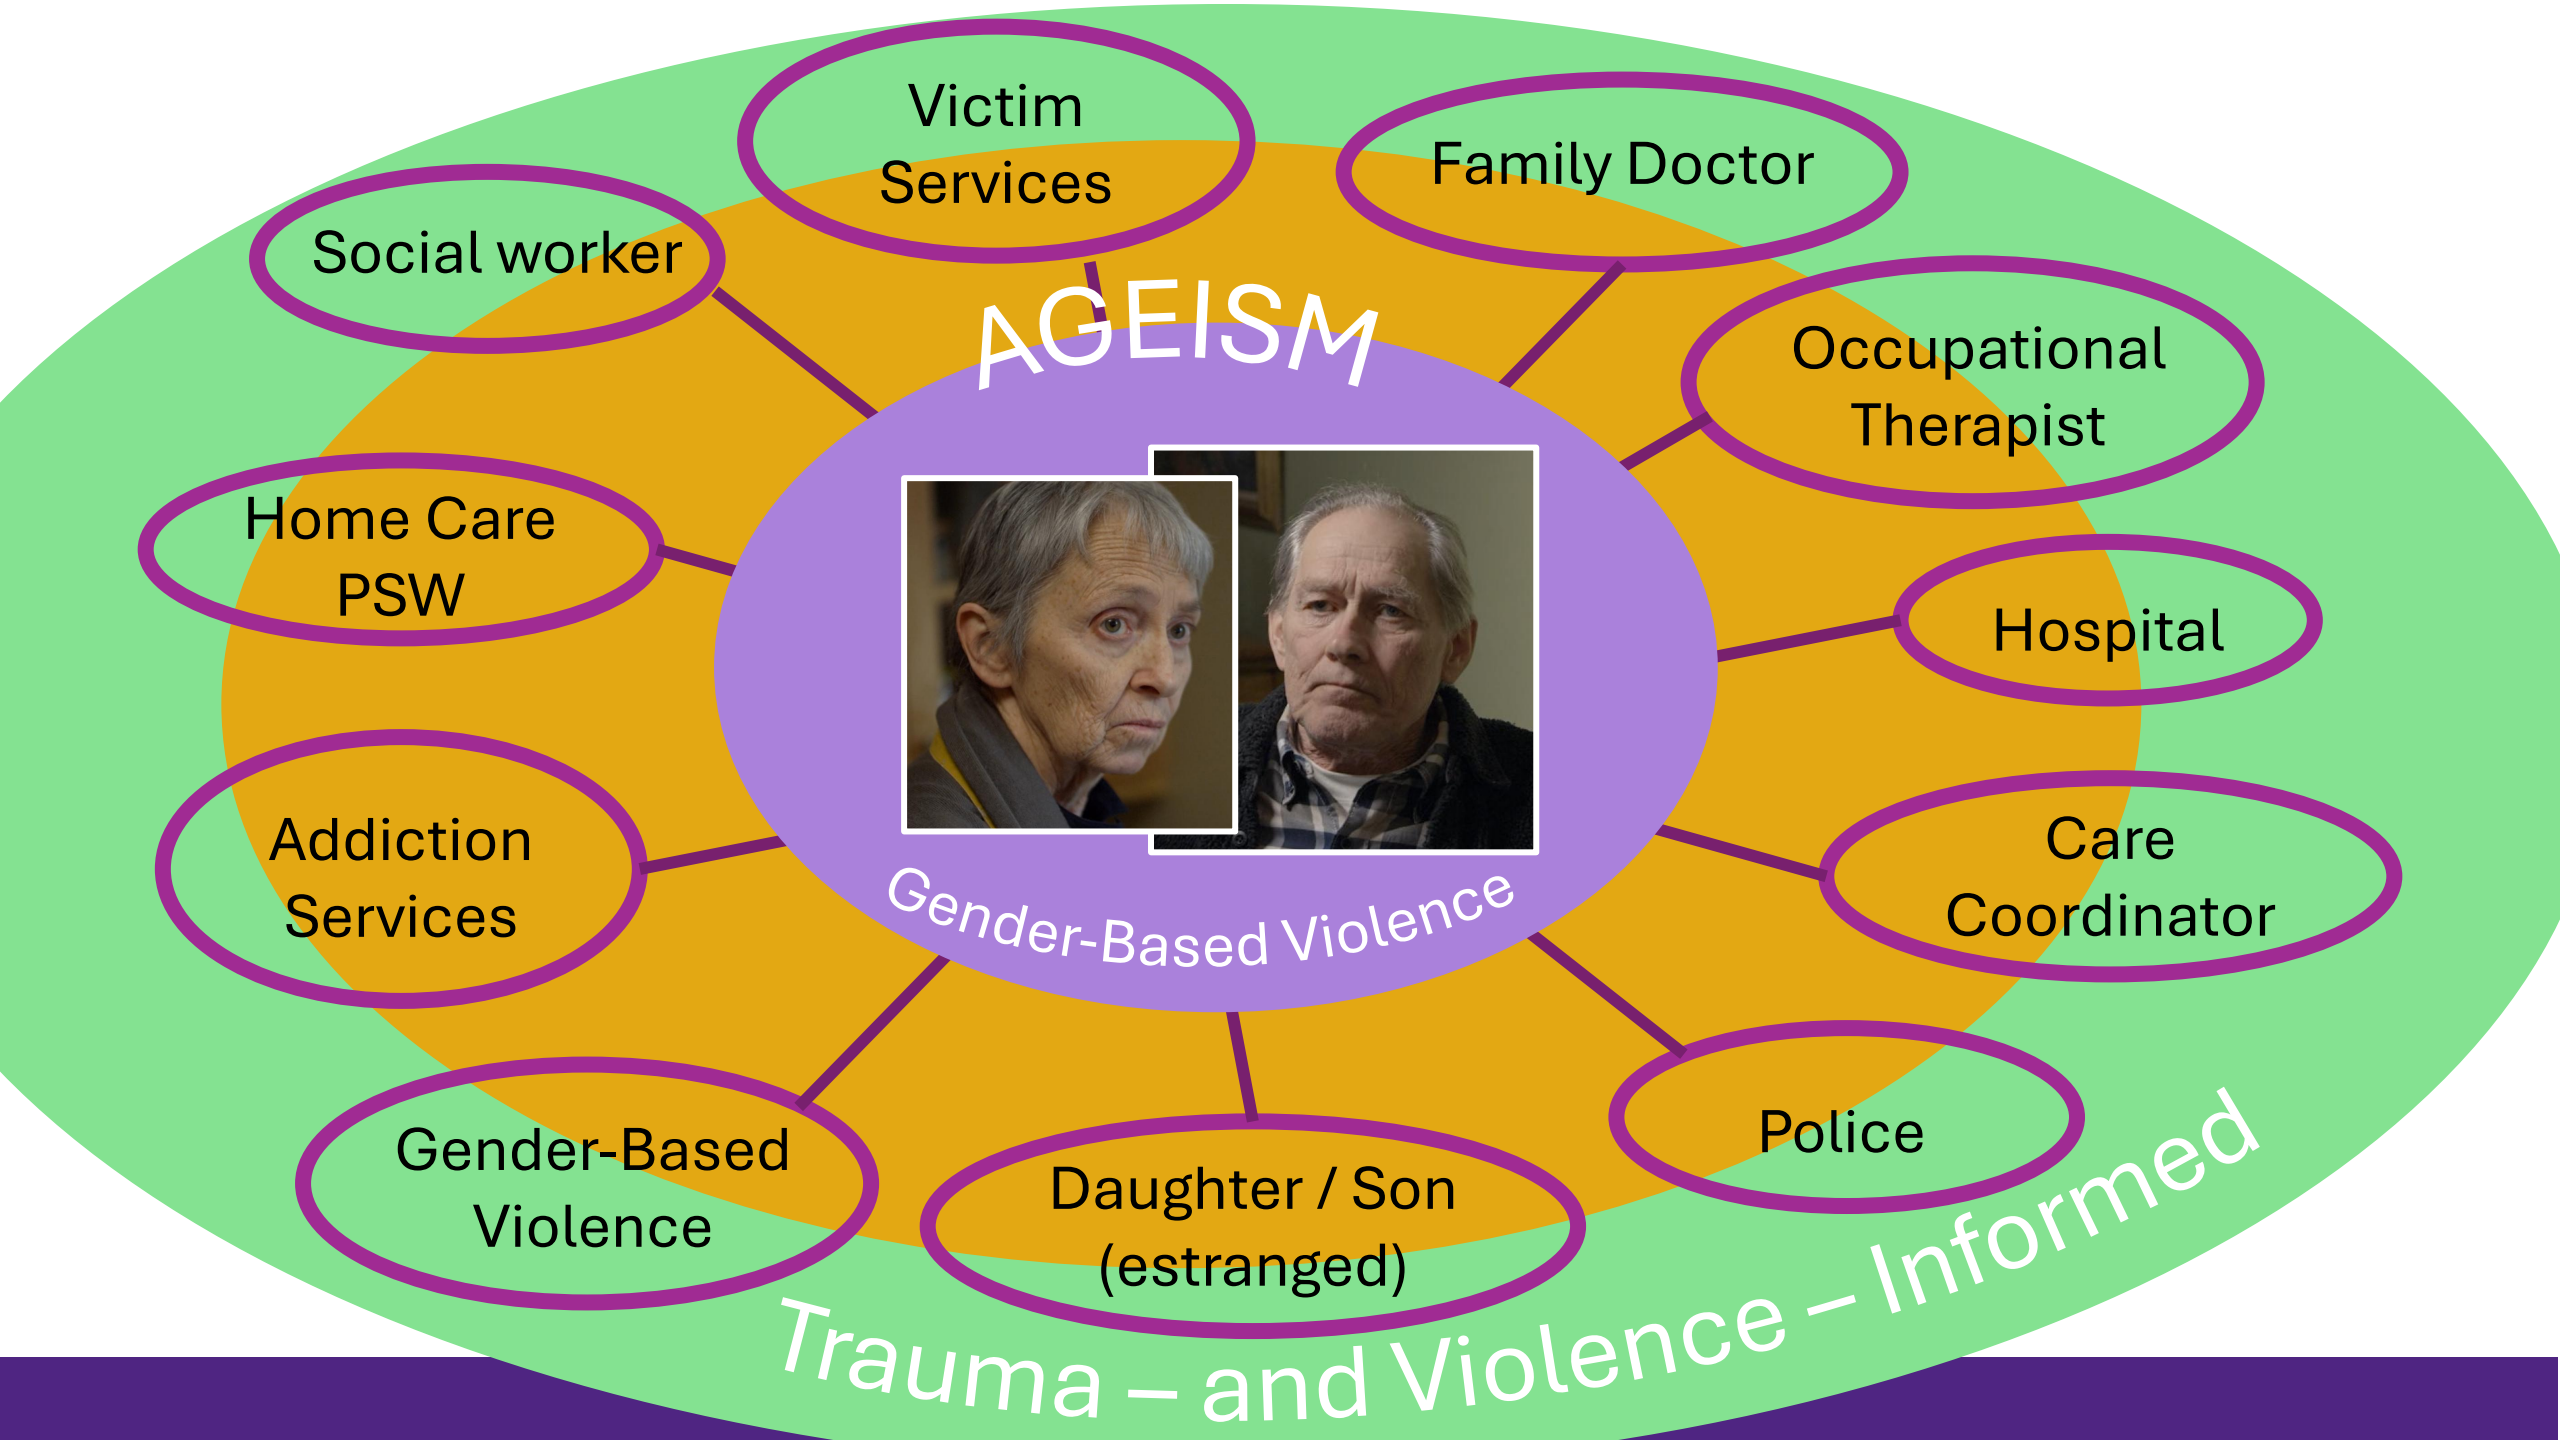 Victim
Services
Family Doctor
Social worker
AGEISM
Occupational
Therapist
Home Care
PSW
Hospital
Addiction
Services
Care
Coordinator
Gender-Based Violence
Gender-Based
Violence
Daughter / Son
(estranged)
Police
Trauma – and Violence – Informed